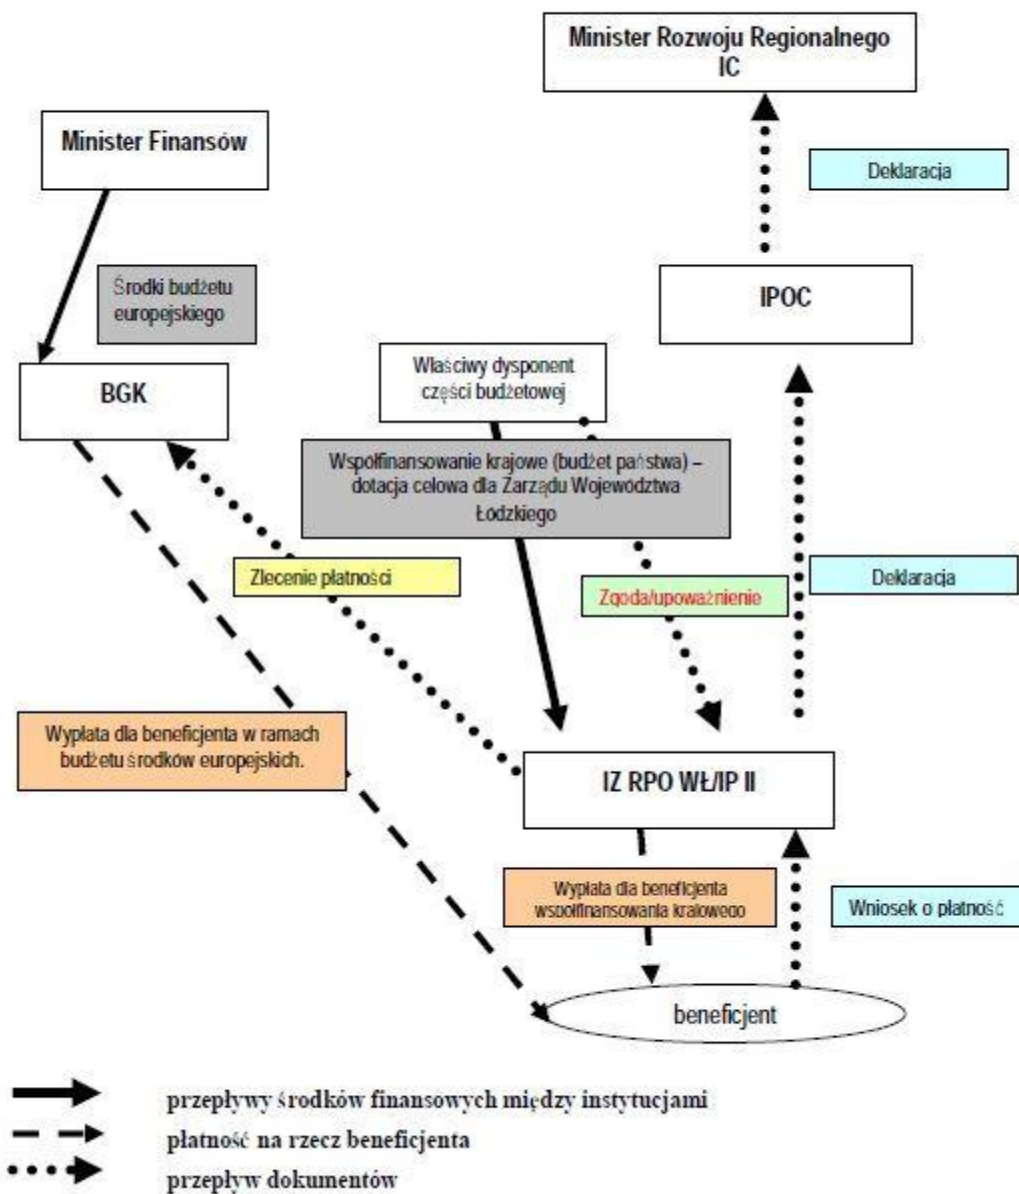 Minister Rozwoju Regionalnego
IC
Minister Finansów
Deklaracja
Środki budżetu
europejskiego
IPOC
BGK
Właściwy dysponent
części budżetowej
Współfinansowanie krajowe (budżet państwa) –
dotacja celowa dla Zarządu Województwa
Łódzkiego
Zlecenie płatności
Zgoda/upoważnienie
Deklaracja
Wypłata dla beneficjenta w ramach
budżetu środków europejskich.
IZ RPO WŁ/IP II
Wypłata dla beneficjenta
współfinansowania krajowego
Wniosek o płatność
beneficjent
przepływy środków finansowych między instytucjami
płatność na rzecz beneficjenta
przepływ dokumentów